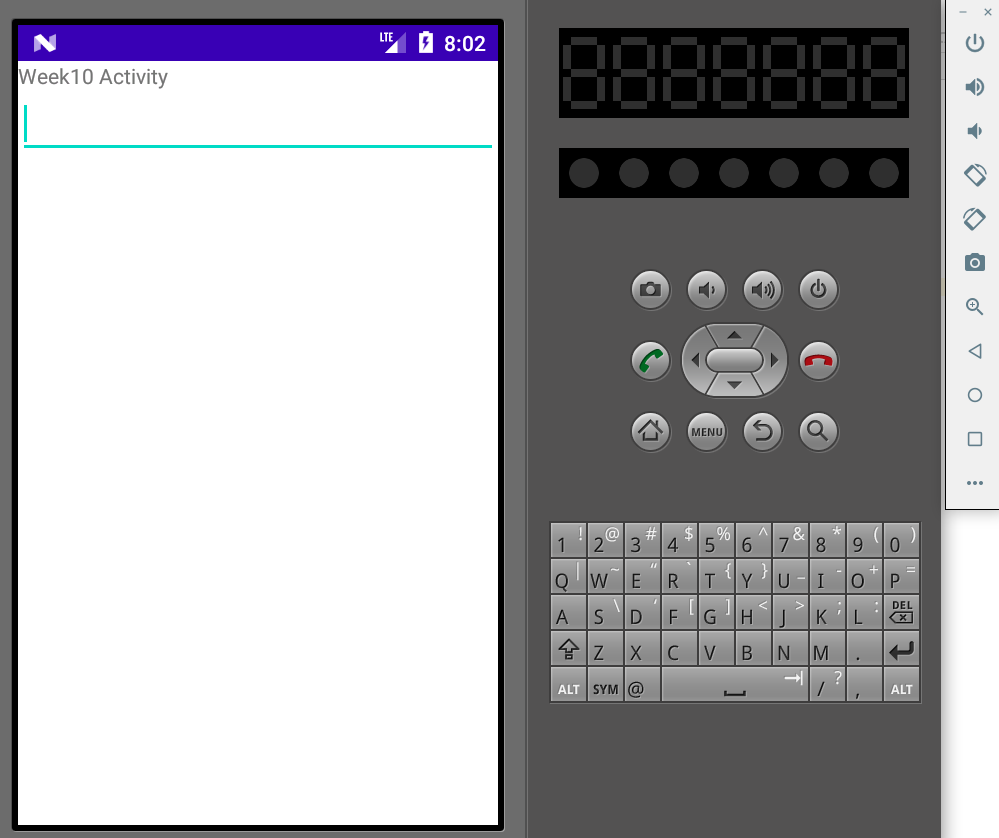 LTE 8:02
Week10 Activity
MENU
1 ! 2 @ 3 # 4 $ 5 % 6 ^ 7 & 8 * 9 ( 0 )
Q | W ~ E “ R ` T { Y } U _ I - O + P =
A S \ D ‘ F [ G ] H < J > K ; L : DEL
Z X C V B N M .
ALT SYM @ / ? , ALT